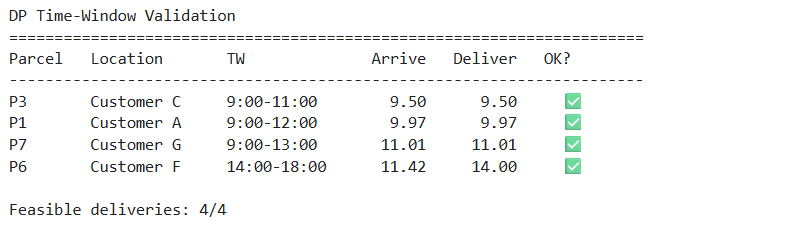 DP Time-Window Validation
======================================================================
Parcel   Location       TW              Arrive   Deliver   OK?
----------------------------------------------------------------------
P3       Customer C     9:00-11:00        9.50      9.50     ✅
P1       Customer A     9:00-12:00        9.97      9.97     ✅
P7       Customer G     9:00-13:00       11.01     11.01     ✅
P6       Customer F     14:00-18:00      11.42     14.00     ✅

Feasible deliveries: 4/4